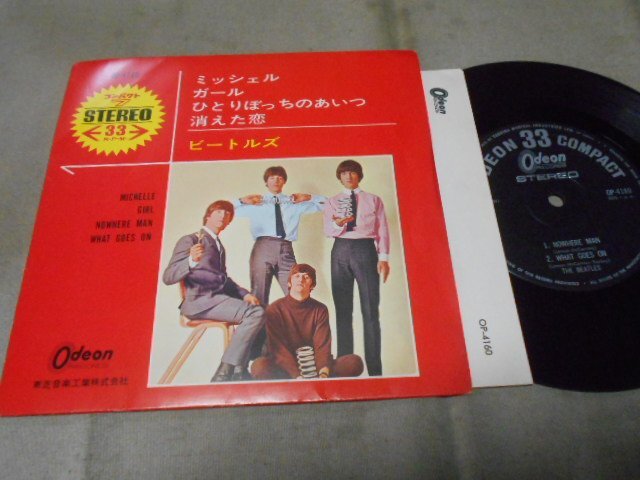 コンパクト
7
STEREO
33
R·P·M
ミッシェル
ガール
ひとりぼっちのあいつ
消えた恋
ビートルズ
MICHELLE
GIRL
NOWHERE MAN
WHAT GOES ON
Odeon
東芝音楽工業株式会社
Odeon
ODEON 33 COMPACT
Odeon
STEREO
OP-4160
1. NOWHERE MAN
2. WHAT GOES ON
THE BEATLES
OP-4160